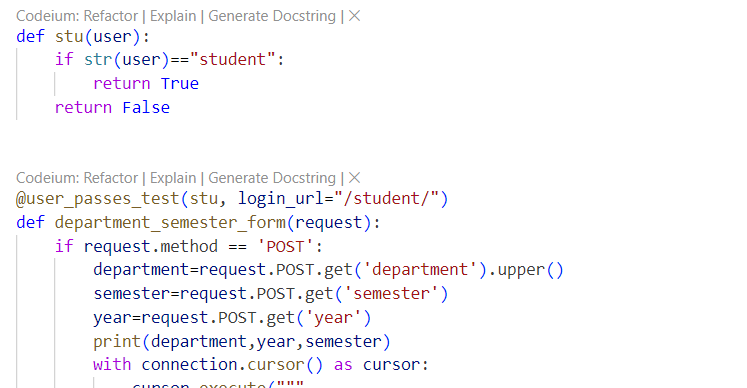 Codeium: Refactor | Explain | Generate Docstring | ×
def stu(user):
    if str(user)=="student":
        return True
    return False
Codeium: Refactor | Explain | Generate Docstring | ×
@user_passes_test(stu, login_url="/student/")
def department_semester_form(request):
    if request.method == 'POST':
        department=request.POST.get('department').upper()
        semester=request.POST.get('semester')
        year=request.POST.get('year')
        print(department,year,semester)
        with connection.cursor() as cursor:
            cursor.execute("""